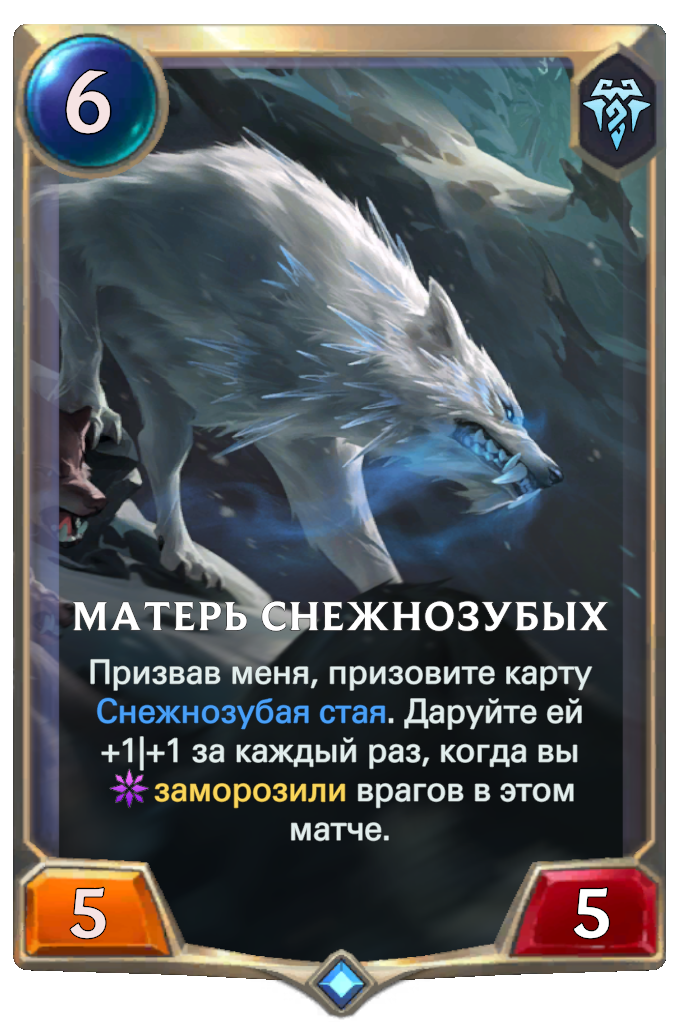 6
МАТЕРЬ СНЕЖНОЗУБЫХ
Призвав меня, призовите карту
Снежнозубая стая. Даруйте ей
+1|+1 за каждый раз, когда вы
заморозили врагов в этом
матче.
5 5